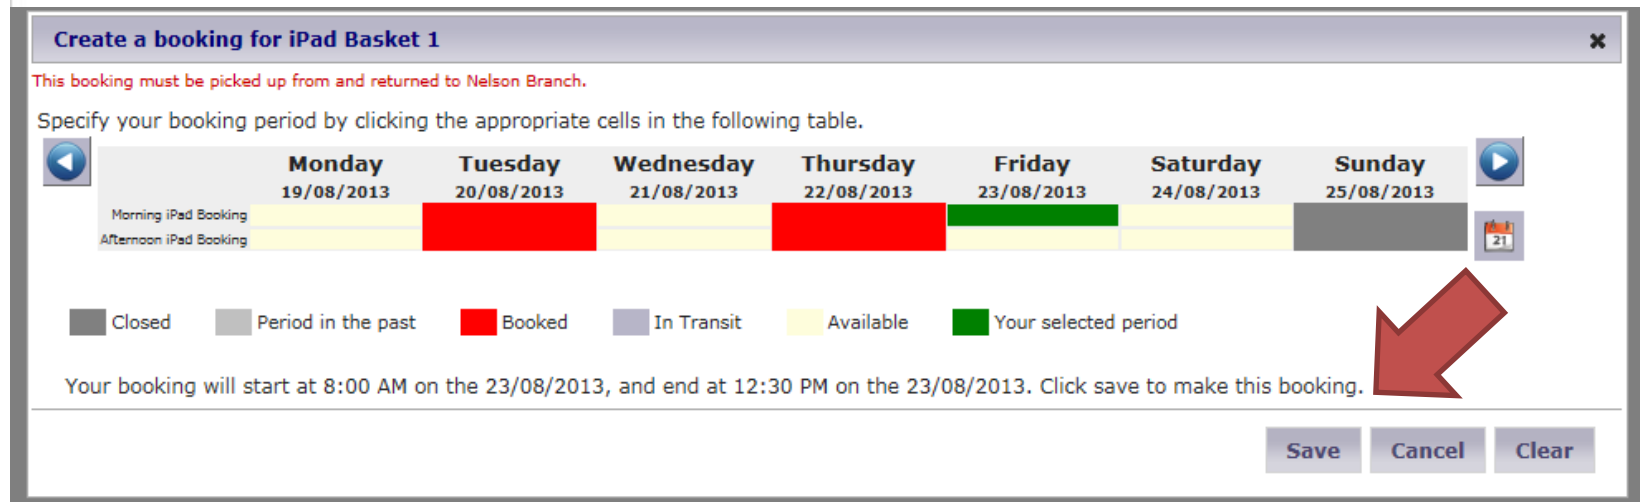 Create a booking for iPad Basket 1
This booking must be picked up from and returned to Nelson Branch.
Specify your booking period by clicking the appropriate cells in the following table.
Monday Tuesday Wednesday Thursday Friday Saturday Sunday
19/08/2013 20/08/2013 21/08/2013 22/08/2013 23/08/2013 24/08/2013 25/08/2013
Morning iPad Booking
Afternoon iPad Booking
21
Closed Period in the past Booked In Transit Available Your selected period
Your booking will start at 8:00 AM on the 23/08/2013, and end at 12:30 PM on the 23/08/2013. Click save to make this booking.
Save Cancel Clear